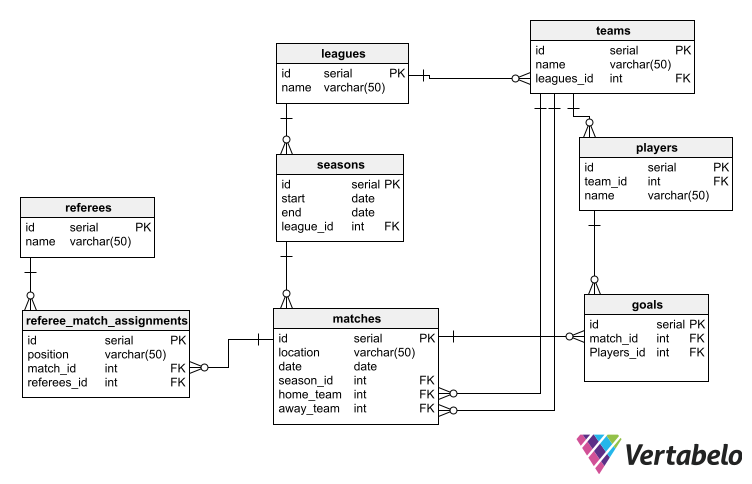 teams
id serial PK
name varchar(50)
leagues_id int FK
leagues
id serial PK
name varchar(50)
players
id serial PK
team_id int FK
name varchar(50)
seasons
id serial PK
start date
end date
league_id int FK
referees
id serial PK
name varchar(50)
goals
id serial PK
match_id int FK
Players_id int FK
matches
id serial PK
location varchar(50)
date date
season_id int FK
home_team int FK
away_team int FK
referee_match_assignments
id serial PK
position varchar(50)
match_id int FK
referees_id int FK
Vertabelo